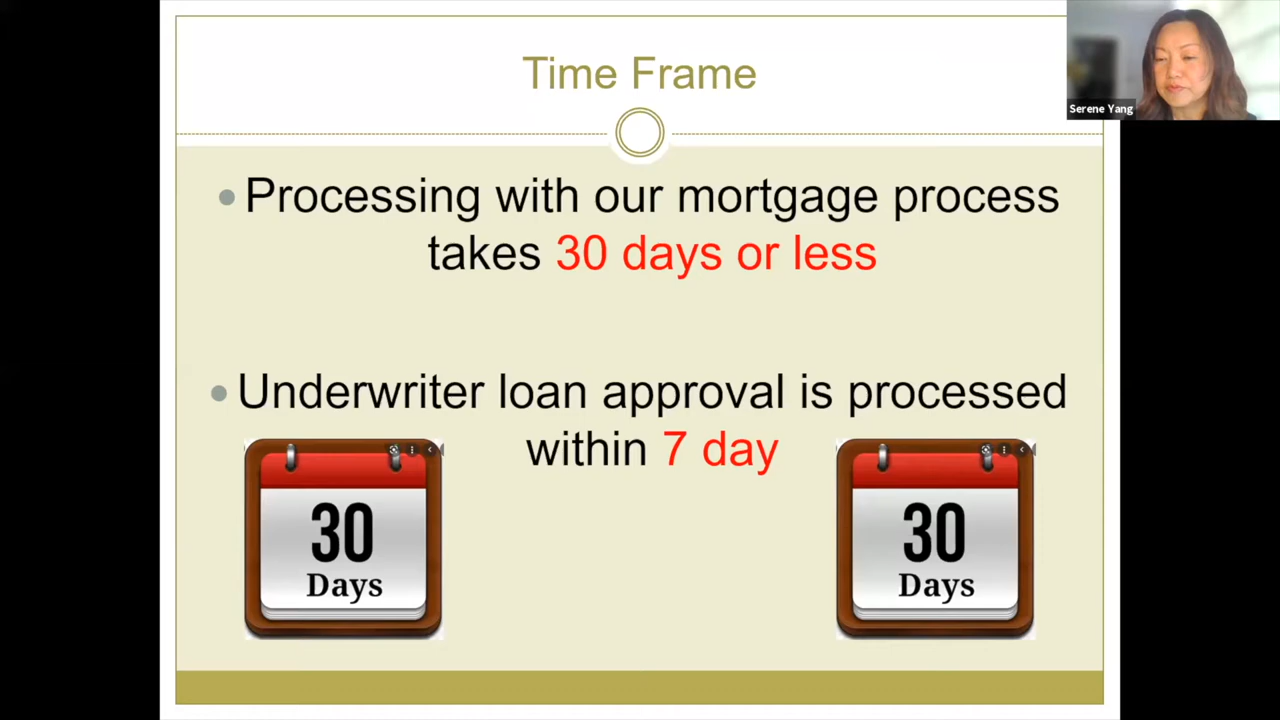 Time Frame
Serene Yang
Processing with our mortgage process
takes 30 days or less
Underwriter loan approval is processed
within 7 day
30
Days
30
Days